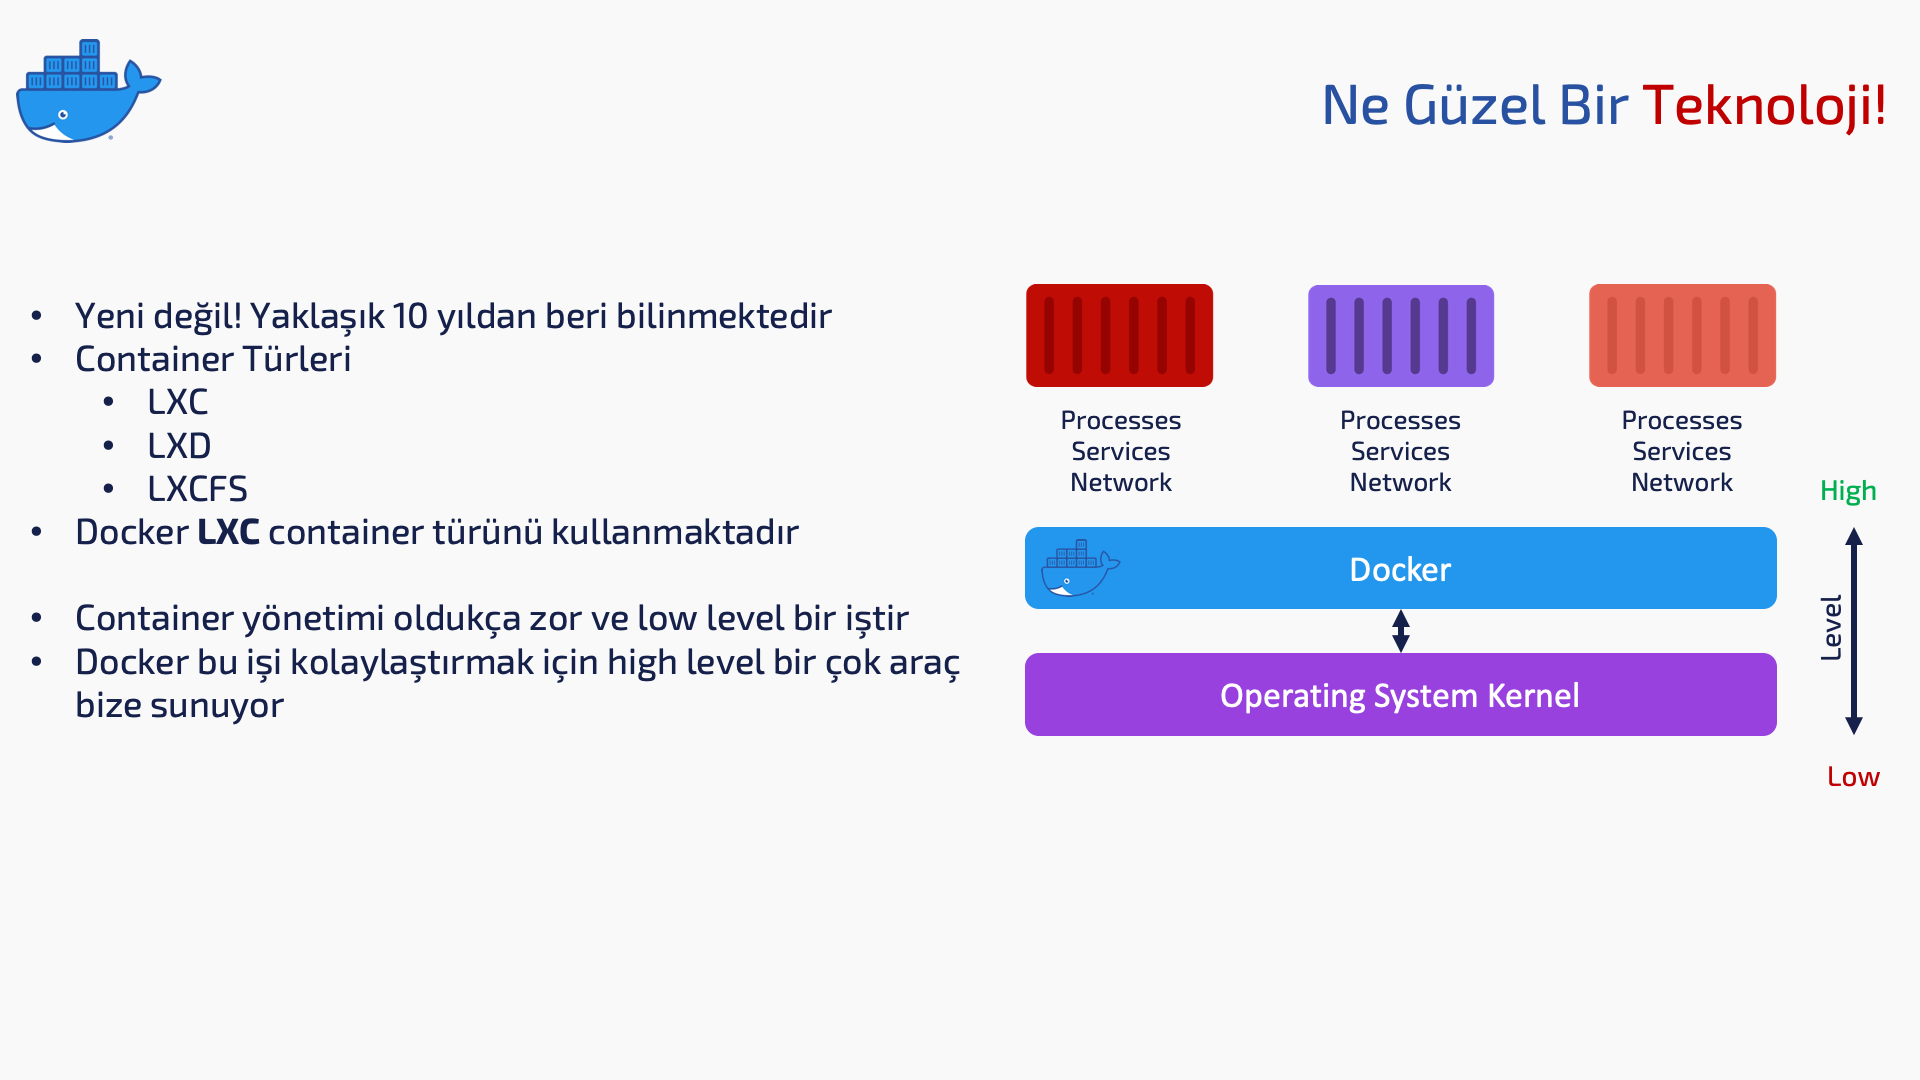 Ne Güzel Bir Teknoloji!
• Yeni değil! Yaklaşık 10 yıldan beri bilinmektedir
• Container Türleri
• LXC
• LXD
• LXCFS
• Docker LXC container türünü kullanmaktadır
• Container yönetimi oldukça zor ve low level bir iştir
• Docker bu işi kolaylaştırmak için high level bir çok araç
bize sunuyor
Processes
Services
Network
Processes
Services
Network
Processes
Services
Network
Docker
Operating System Kernel
High
Level
Low